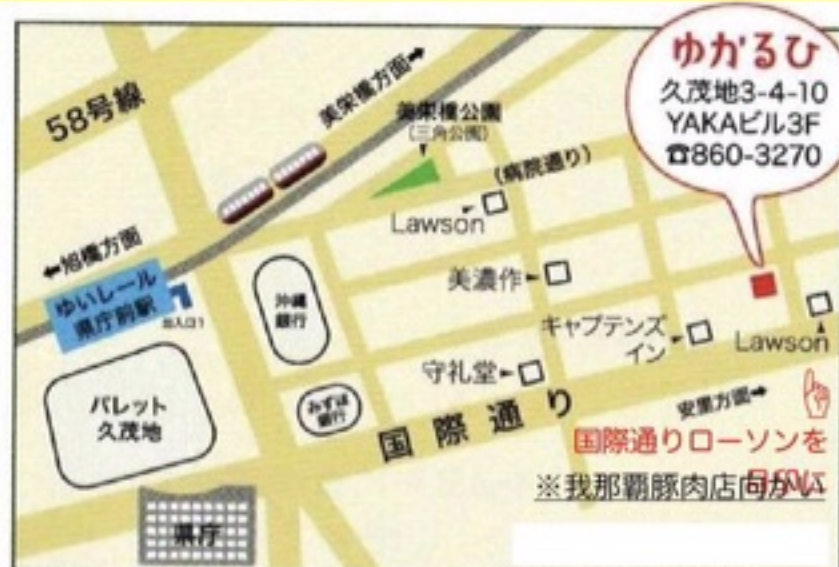 58号線
美栄橋方面→
美栄橋公園
(三角公園)
(病院通り)
ゆかるひ
久茂地3-4-10
YAKAビル3F
☎860-3270
Lawson
←旭橋方面
ゆいレール
県庁前駅
出入口1
沖縄
銀行
美濃作
キャプテンズ
イン
Lawson
守礼堂
パレット
久茂地
みずほ
銀行
国際通り
安里方面→
国際通りローソンを
※我那覇豚肉店向かい
県庁